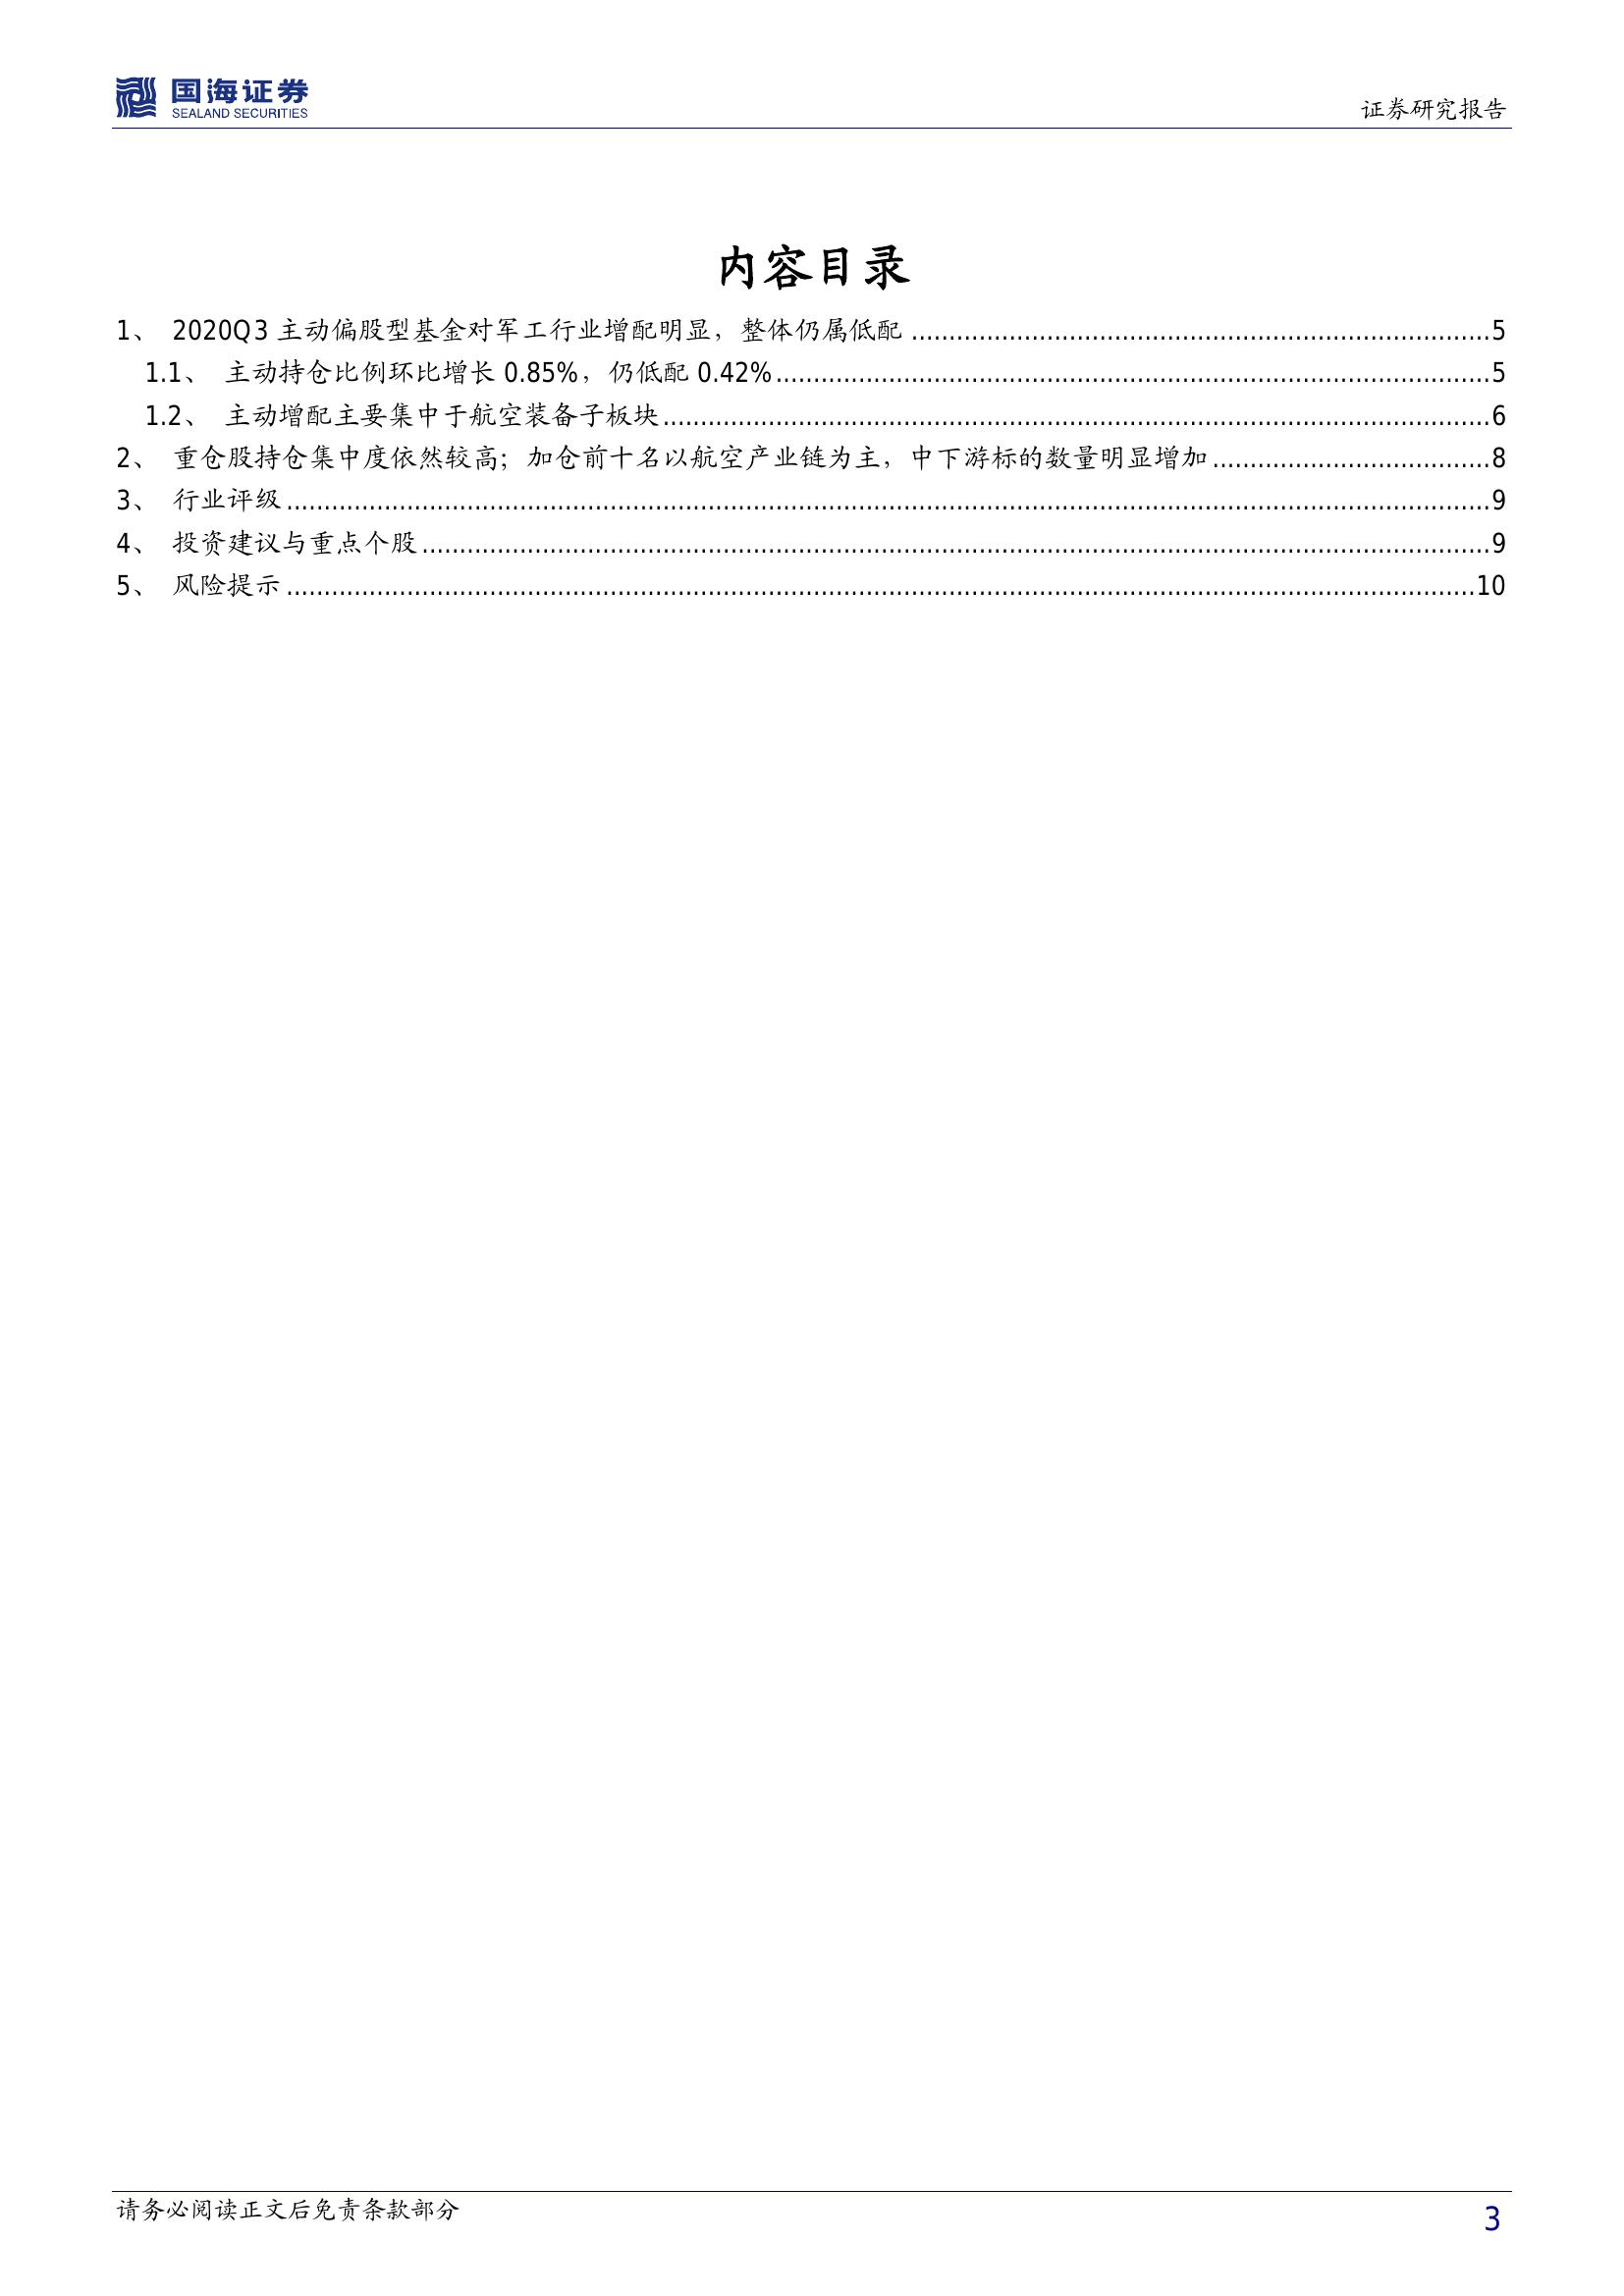 国海证券
SEALAND SECURITIES
证券研究报告
内容目录
1、 2020Q3 主动偏股型基金对军工行业增配明显，整体仍属低配 ................................................................5
1.1、 主动持仓比例环比增长 0.85%，仍低配 0.42%................................................................5
1.2、 主动增配主要集中于航空装备子板块................................................................6
2、 重仓股持仓集中度依然较高；加仓前十名以航空产业链为主，中下游标的数量明显增加................................8
3、 行业评级................................................................9
4、 投资建议与重点个股................................................................9
5、 风险提示................................................................10
请务必阅读正文后免责条款部分
3